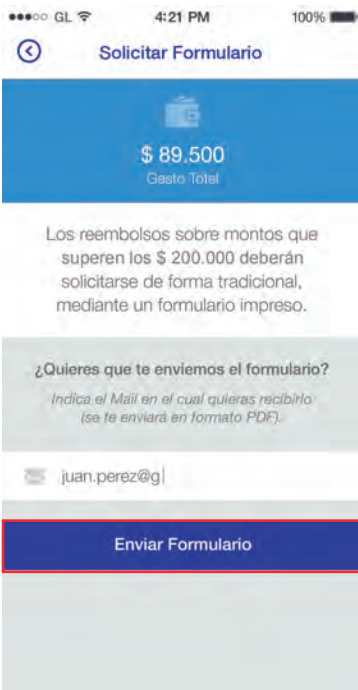 GL 4:21 PM 100%
Solicitar Formulario
$ 89.500
Gasto Total
Los reembolsos sobre montos que
superen los $ 200.000 deberán
solicitarse de forma tradicional,
mediante un formulario impreso.
¿Quieres que te enviemos el formulario?
Indica el Mail en el cual quieras recibirlo
(se te enviará en formato PDF).
juan.perez@g
Enviar Formulario